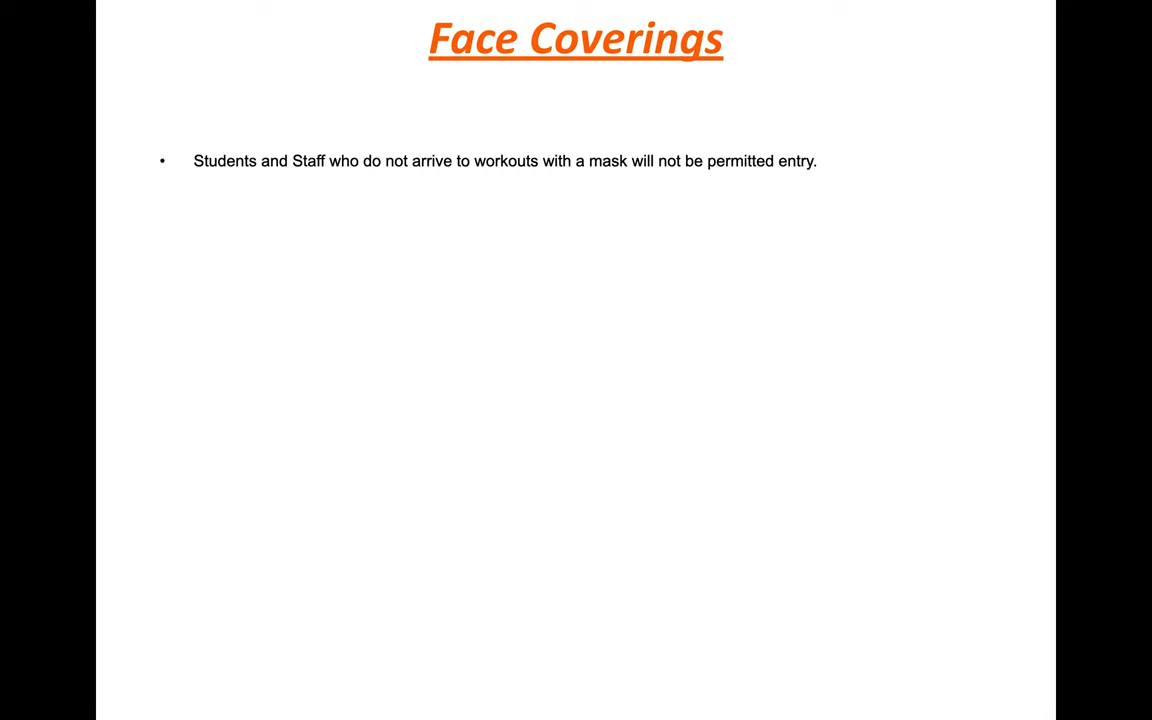 Face Coverings
• Students and Staff who do not arrive to workouts with a mask will not be permitted entry.